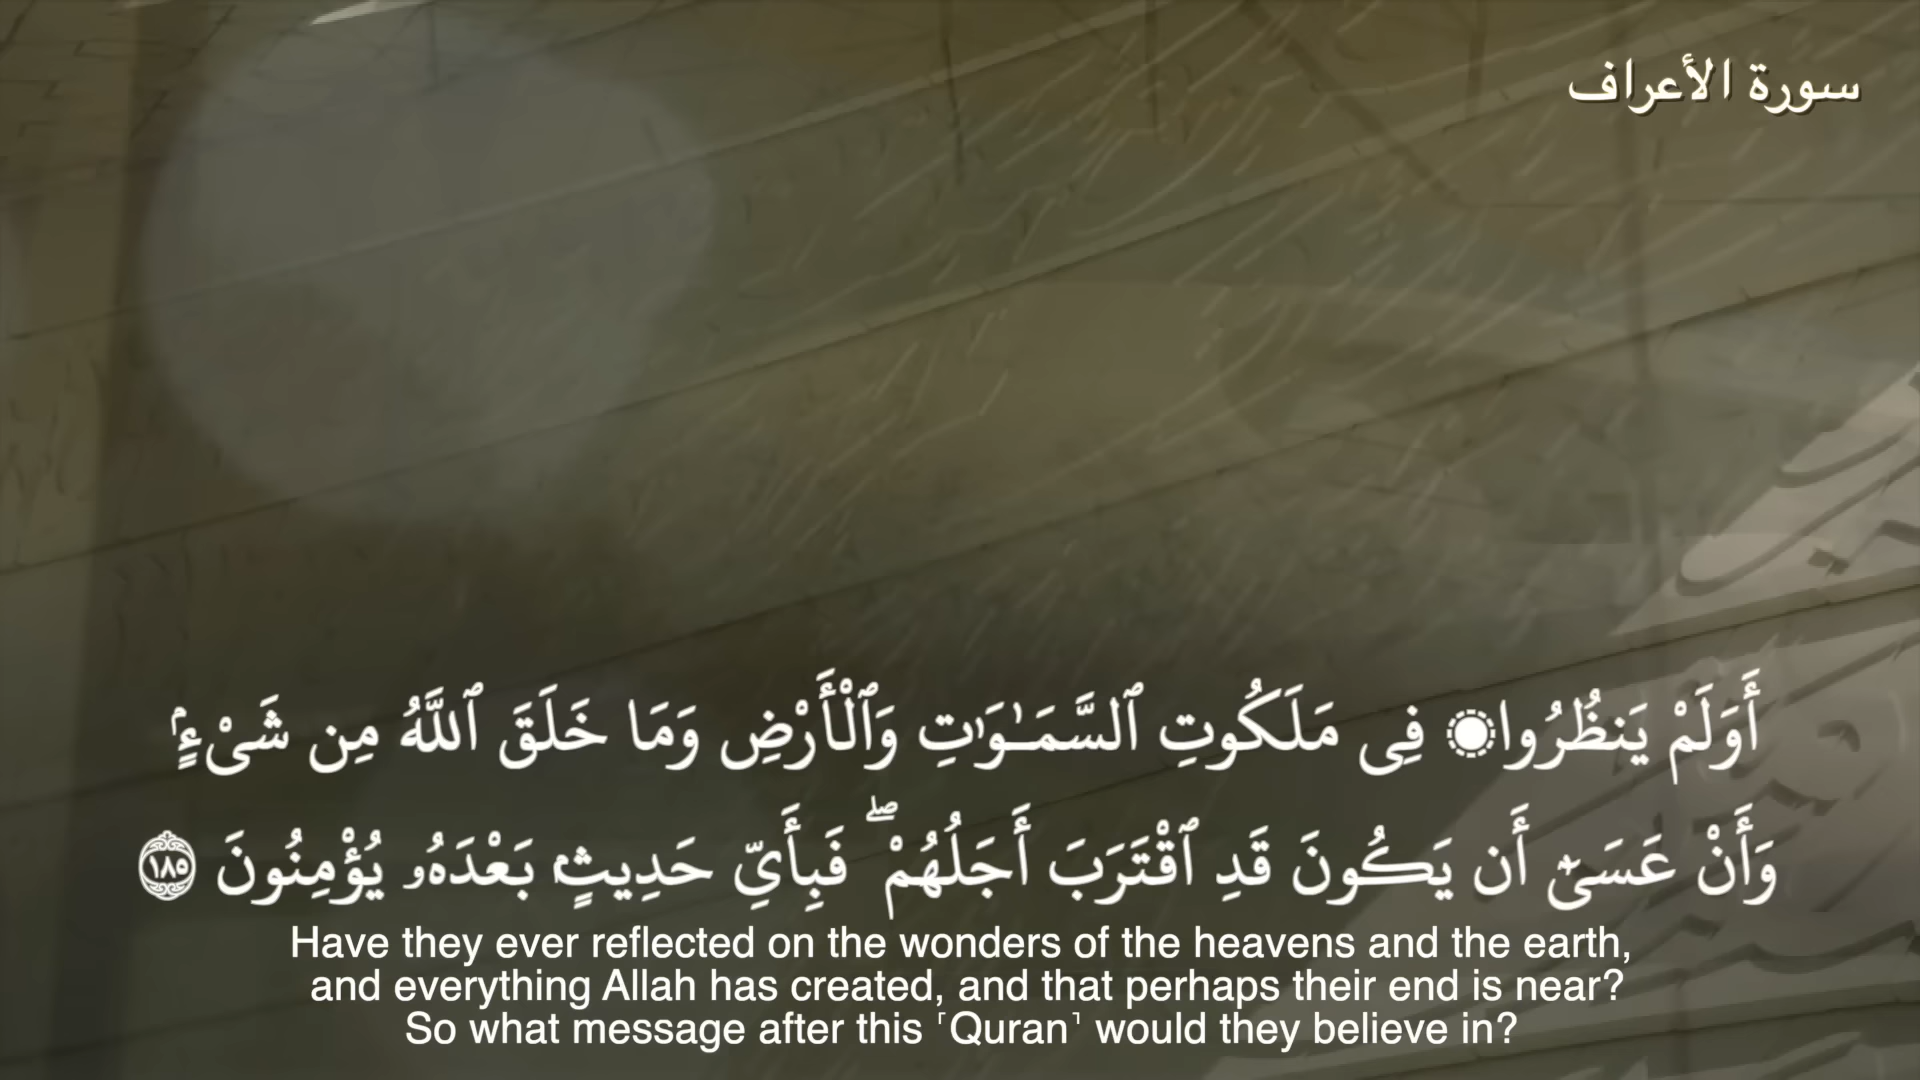 سورة الأعراف
أَوَلَمْ يَنظُرُوا۟ فِى مَلَكُوتِ ٱلسَّمَـٰوَٰتِ وَٱلْأَرْضِ وَمَا خَلَقَ ٱللَّهُ مِن شَىْءٍۢ
وَأَنْ عَسَىٰٓ أَن يَكُونَ قَدِ ٱقْتَرَبَ أَجَلُهُمْ ۖ فَبِأَىِّ حَدِيثٍۭ بَعْدَهُۥ يُؤْمِنُونَ ١٨٥
Have they ever reflected on the wonders of the heavens and the earth,
and everything Allah has created, and that perhaps their end is near?
So what message after this ˹Quran˺ would they believe in?